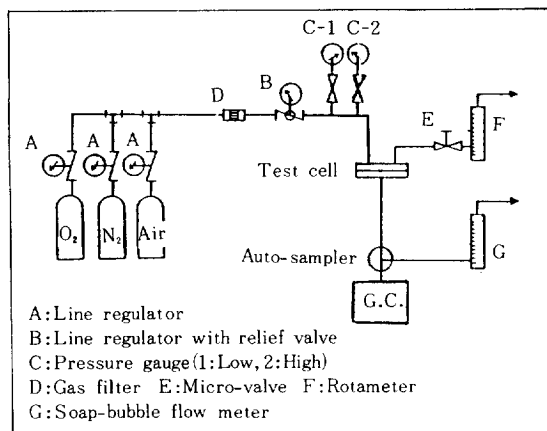 C-1 C-2
B
D
A A A
E F
Test cell
O₂ N₂ Air
Auto-sampler
G
G.C.
A:Line regulator
B:Line regulator with relief valve
C:Pressure gauge(1:Low, 2:High)
D:Gas filter E:Micro-valve F:Rotameter
G:Soap-bubble flow meter